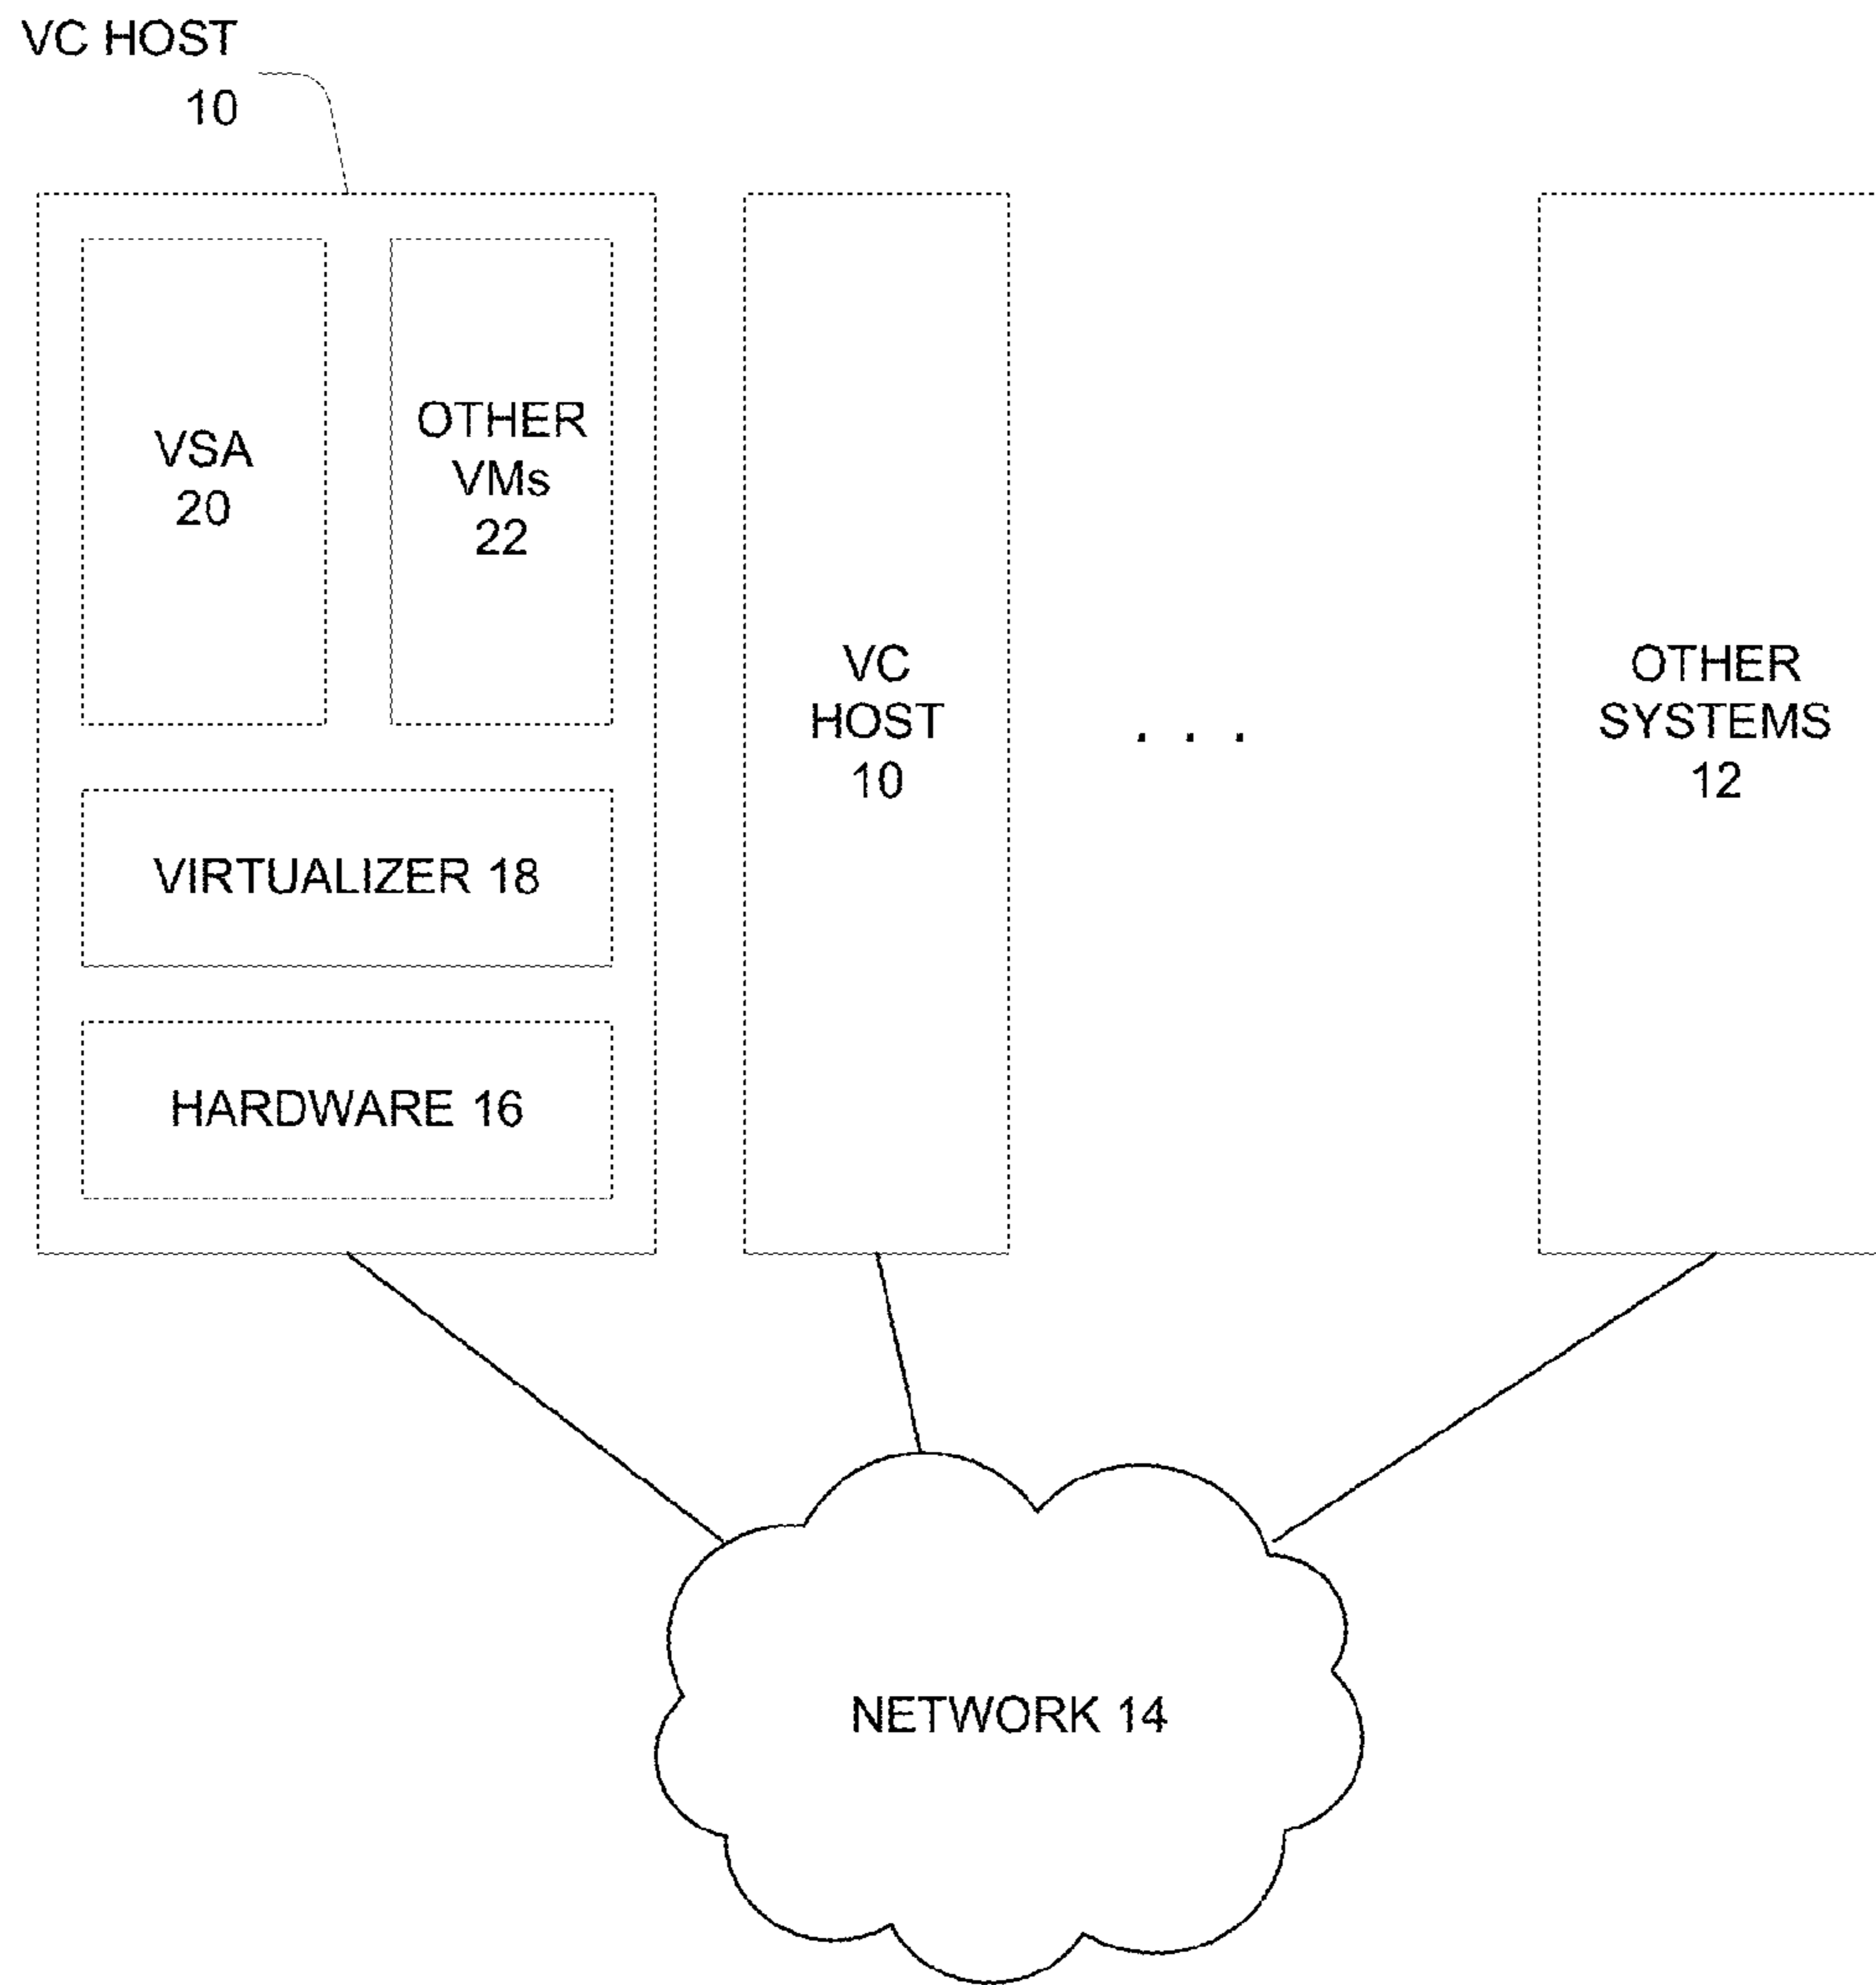 VC HOST
10
VSA
20
OTHER
VMs
22
VIRTUALIZER 18
HARDWARE 16
VC
HOST
10
. . .
OTHER
SYSTEMS
12
NETWORK 14